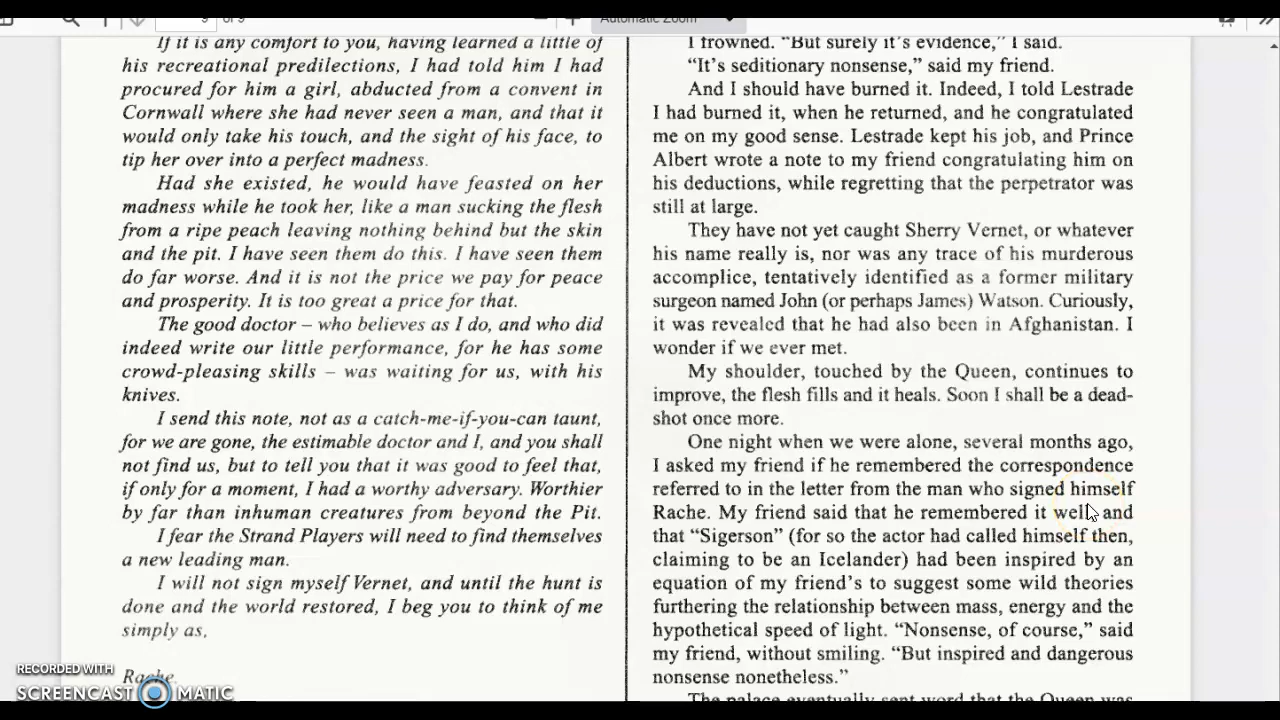 9 of 9
Automatic Zoom
If it is any comfort to you, having learned a little of
his recreational predilections, I had told him I had
procured for him a girl, abducted from a convent in
Cornwall where she had never seen a man, and that it
would only take his touch, and the sight of his face, to
tip her over into a perfect madness.
Had she existed, he would have feasted on her
madness while he took her, like a man sucking the flesh
from a ripe peach leaving nothing behind but the skin
and the pit. I have seen them do this. I have seen them
do far worse. And it is not the price we pay for peace
and prosperity. It is too great a price for that.
The good doctor – who believes as I do, and who did
indeed write our little performance, for he has some
crowd-pleasing skills – was waiting for us, with his
knives.
I send this note, not as a catch-me-if-you-can taunt,
for we are gone, the estimable doctor and I, and you shall
not find us, but to tell you that it was good to feel that,
if only for a moment, I had a worthy adversary. Worthier
by far than inhuman creatures from beyond the Pit.
I fear the Strand Players will need to find themselves
a new leading man.
I will not sign myself Vernet, and until the hunt is
done and the world restored, I beg you to think of me
simply as,
Rache.
I frowned. “But surely it’s evidence,” I said.
“It’s seditionary nonsense,” said my friend.
And I should have burned it. Indeed, I told Lestrade
I had burned it, when he returned, and he congratulated
me on my good sense. Lestrade kept his job, and Prince
Albert wrote a note to my friend congratulating him on
his deductions, while regretting that the perpetrator was
still at large.
They have not yet caught Sherry Vernet, or whatever
his name really is, nor was any trace of his murderous
accomplice, tentatively identified as a former military
surgeon named John (or perhaps James) Watson. Curiously,
it was revealed that he had also been in Afghanistan. I
wonder if we ever met.
My shoulder, touched by the Queen, continues to
improve, the flesh fills and it heals. Soon I shall be a dead-
shot once more.
One night when we were alone, several months ago,
I asked my friend if he remembered the correspondence
referred to in the letter from the man who signed himself
Rache. My friend said that he remembered it well, and
that “Sigerson” (for so the actor had called himself then,
claiming to be an Icelander) had been inspired by an
equation of my friend’s to suggest some wild theories
furthering the relationship between mass, energy and the
hypothetical speed of light. “Nonsense, of course,” said
my friend, without smiling. “But inspired and dangerous
nonsense nonetheless.”
The palace eventually sent word that the Queen was
RECORDED WITH
SCREENCAST MATIC